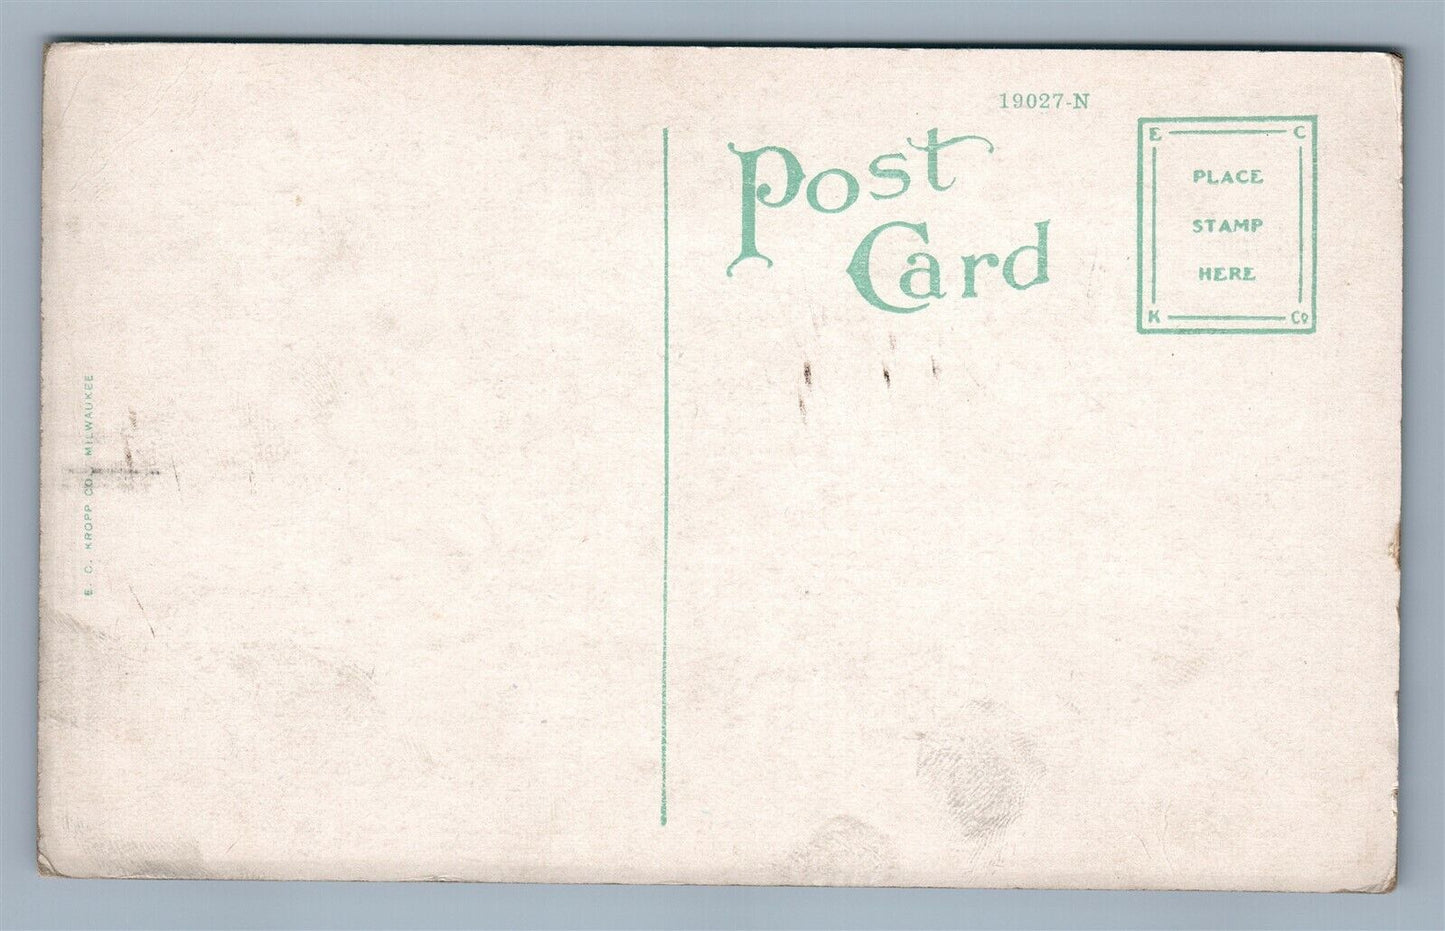 19027-N
Post
Card
E C
PLACE
STAMP
HERE
K Co
E. C. KROPP CO., MILWAUKEE